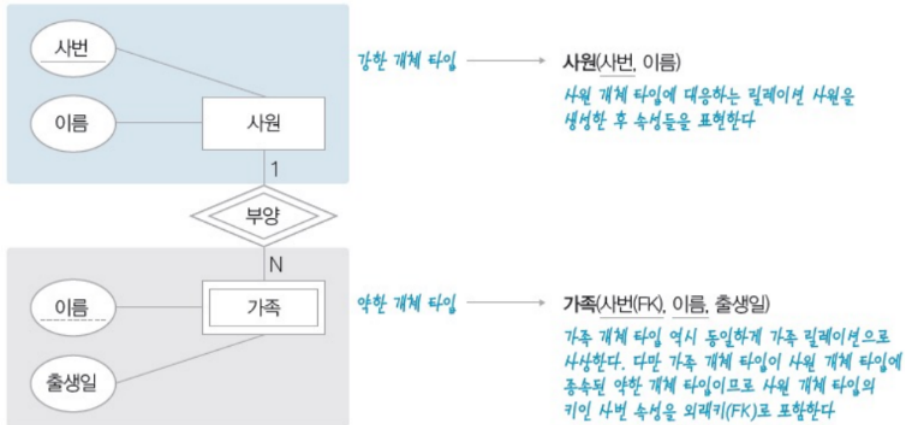 사번
이름
사원
1
부양
N
이름
가족
출생일
강한 개체 타입
사원(사번, 이름)
사원 개체 타입에 대응하는 릴레이션 사원을
생성한 후 속성들을 표현한다
약한 개체 타입
가족(사번(FK), 이름, 출생일)
가족 개체 타입 역시 동일하게 가족 릴레이션으로
사상한다. 다만 가족 개체 타입이 사원 개체 타입에
종속된 약한 개체 타입이므로 사원 개체 타입의
키인 사번 속성을 외래키(FK)로 포함한다